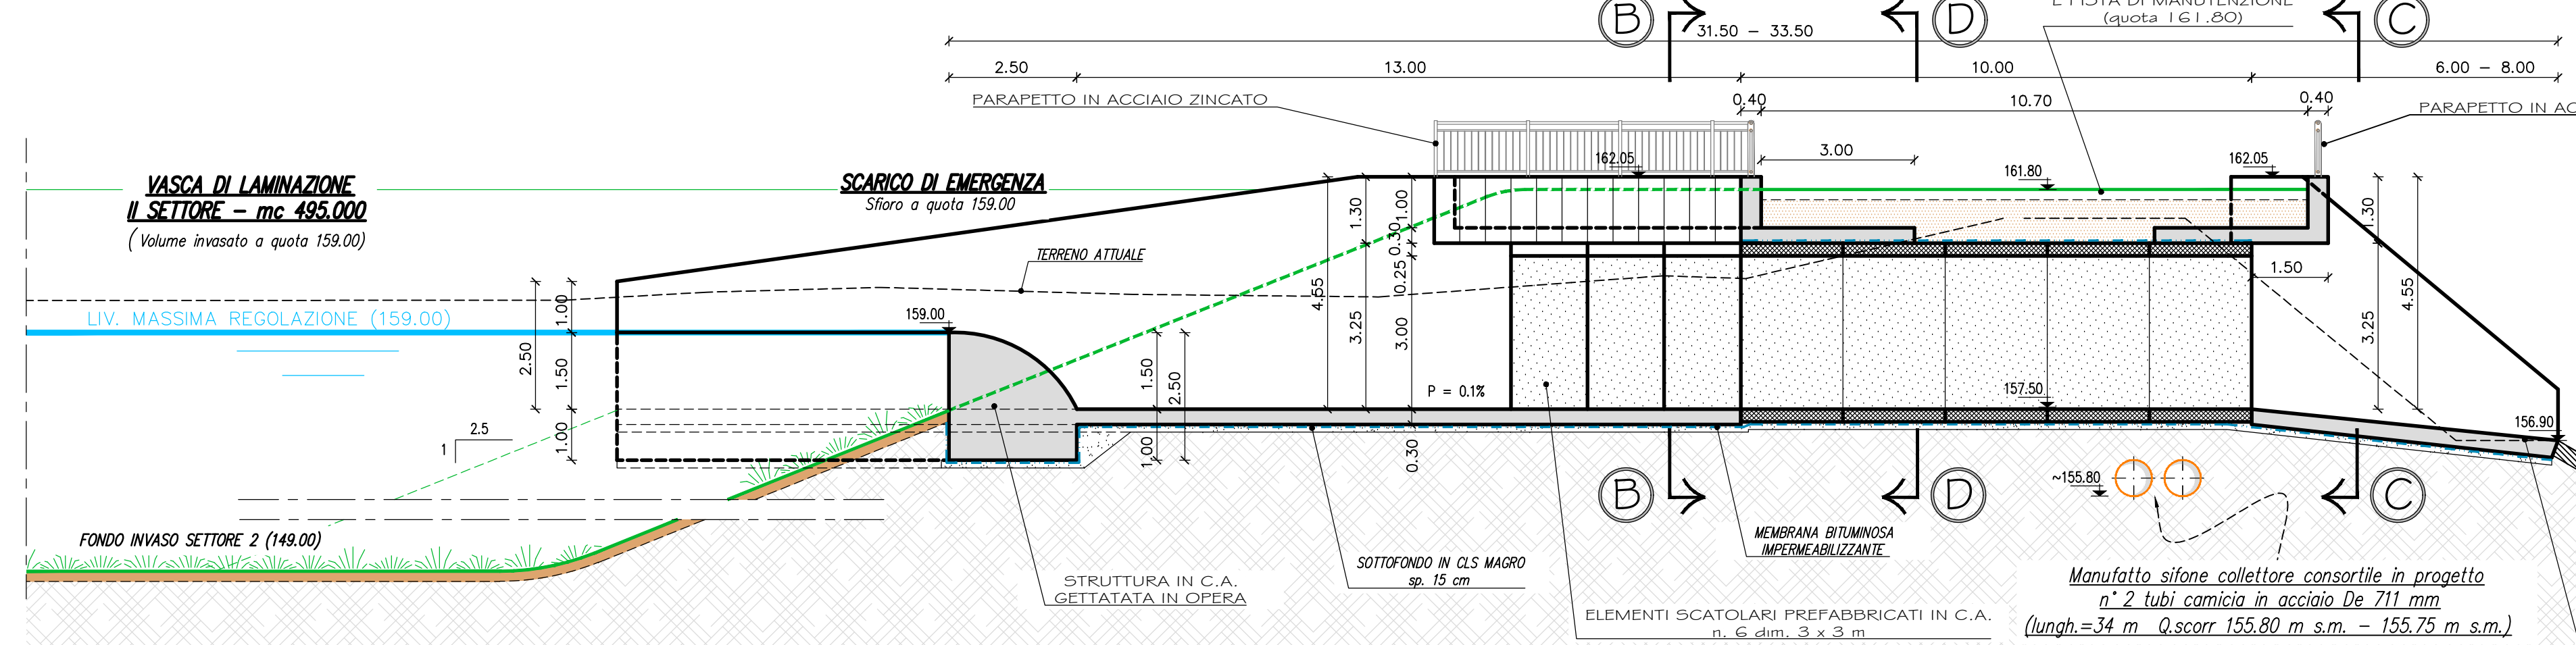 B
D
E PISTA DI MANUTENZIONE
(quota 161.80)
C
31.50 - 33.50
2.50
13.00
10.00
6.00 - 8.00
PARAPETTO IN ACCIAIO ZINCATO
0.40
10.70
0.40
PARAPETTO IN AC
VASCA DI LAMINAZIONE
II SETTORE - mc 495.000
(Volume invasato a quota 159.00)
SCARICO DI EMERGENZA
Sfioro a quota 159.00
162.05
3.00
161.80
162.05
1.30
1.00
0.30
0.25
3.00
4.55
3.25
1.30
1.50
3.25
4.55
TERRENO ATTUALE
LIV. MASSIMA REGOLAZIONE (159.00)
159.00
2.50
1.00
1.50
1.00
1.50
2.50
1.00
P = 0.1%
0.30
157.50
156.90
1
2.5
B
D
~155.80
C
FONDO INVASO SETTORE 2 (149.00)
MEMBRANA BITUMINOSA
IMPERMEABILIZZANTE
SOTTOFONDO IN CLS MAGRO
sp. 15 cm
STRUTTURA IN C.A.
GETTATATA IN OPERA
ELEMENTI SCATOLARI PREFABBRICATI IN C.A.
n. 6 dim. 3 x 3 m
Manufatto sifone collettore consortile in progetto
n° 2 tubi camicia in acciaio De 711 mm
(lungh.=34 m Q.scorr 155.80 m s.m. - 155.75 m s.m.)